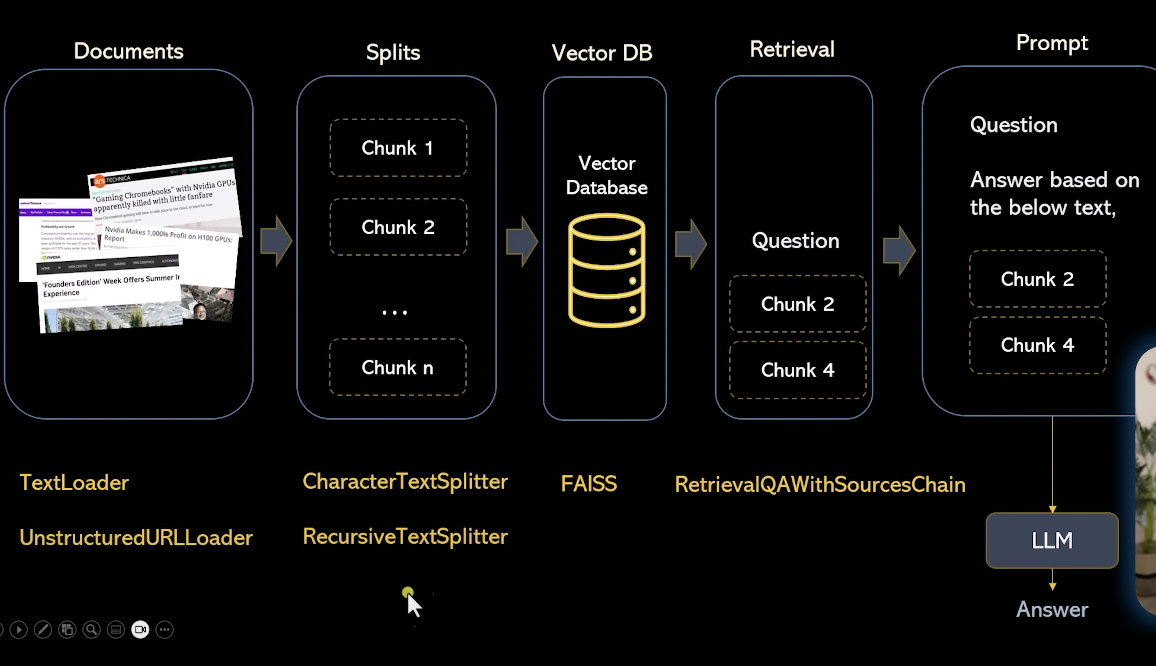 Documents
Splits
Vector DB
Retrieval
Prompt
TECHNICA
"Gaming Chromebooks" with Nvidia GPUs
apparently killed with little fanfare
Nvidia Makes 1,000% Profit on H100 GPUs:
Report
'Founders Edition' Week Offers Summer In
Experience
Chunk 1
Chunk 2
...
Chunk n
Vector
Database
Question
Chunk 2
Chunk 4
Question
Answer based on
the below text,
Chunk 2
Chunk 4
TextLoader
UnstructuredURLLoader
CharacterTextSplitter
RecursiveTextSplitter
FAISS
RetrievalQAWithSourcesChain
LLM
Answer